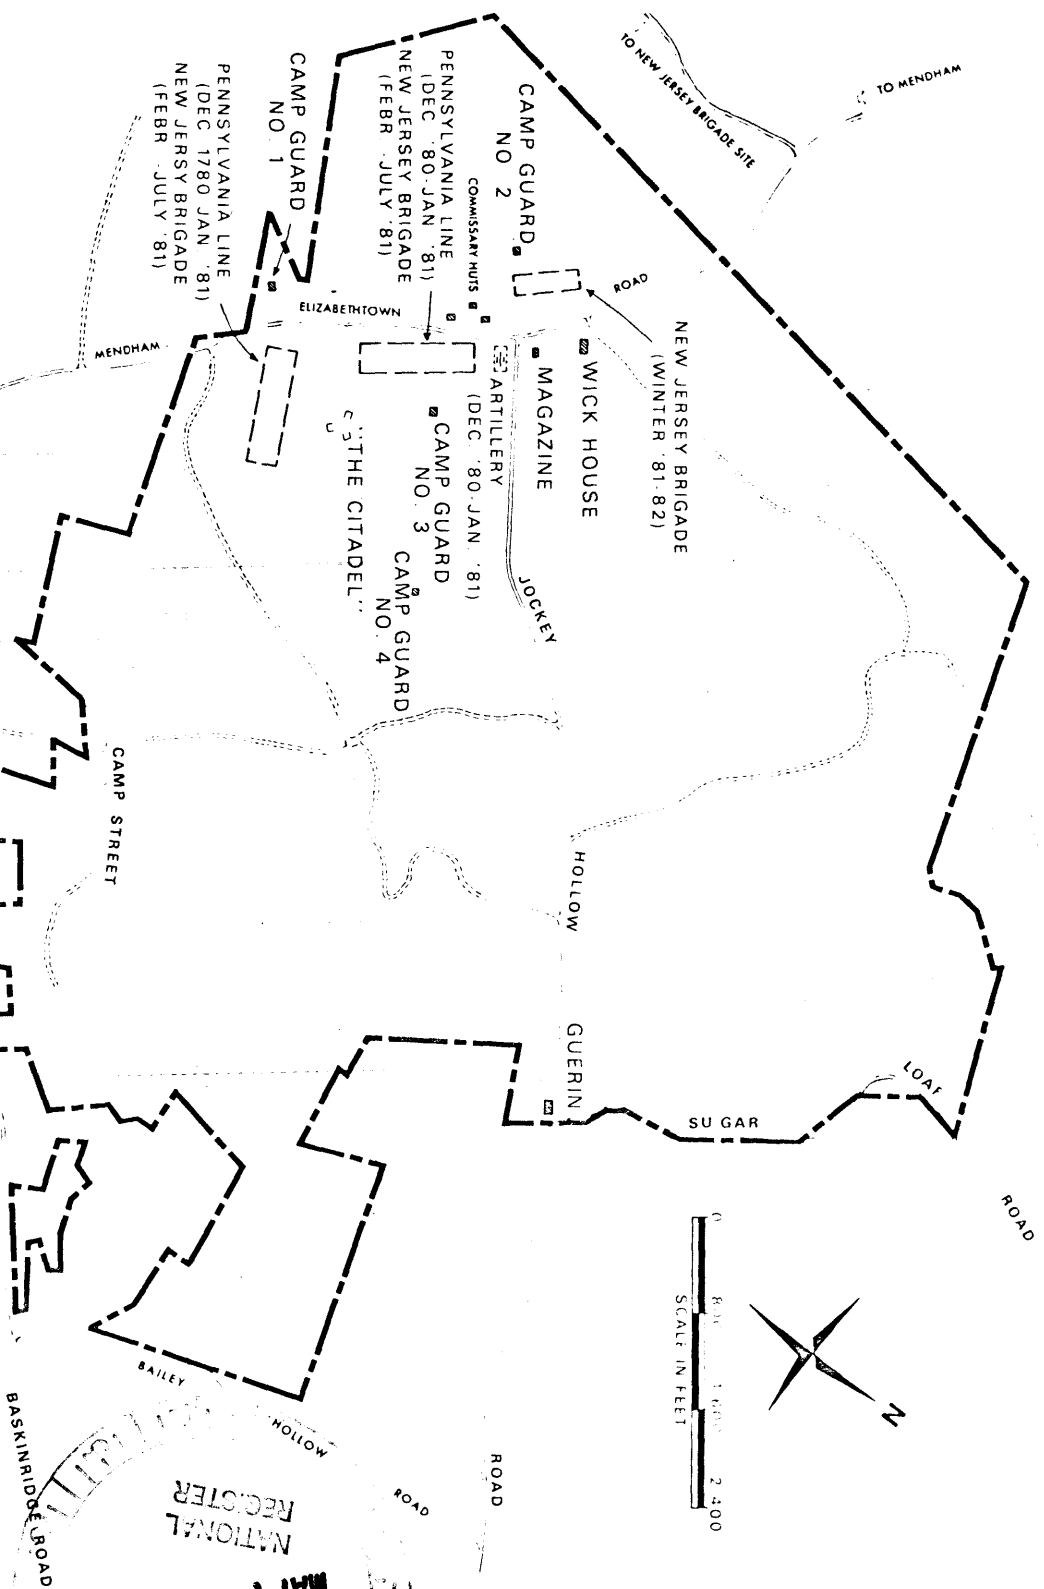 TO NEW JERSEY BRIGADE SITE
TO MENDHAM
CAMP GUARD
NO 2
PENNSYLVANIA LINE
(DEC '80-JAN '81)
NEW JERSEY BRIGADE
(FEBR - JULY '81)
CAMP GUARD
NO. 1
PENNSYLVANIA LINE
(DEC 1780 JAN '81)
NEW JERSY BRIGADE
(FEBR - JULY '81)
COMMISSARY HUTS
ROAD
ELIZABETHTOWN
MENDHAM
NEW JERSEY BRIGADE
(WINTER '81-82)
WICK HOUSE
MAGAZINE
ARTILLERY
(DEC. '80-JAN. '81)
CAMP GUARD
NO. 3
CAMP GUARD
NO. 4
"THE CITADEL"
JOCKEY
HOLLOW
CAMP STREET
GUERIN
SUGAR
LOAF
ROAD
0 800 1600 2400
SCALE IN FEET
N
BAILEY
HOLLOW
ROAD
ROAD
BASKINRIDGE ROAD
NATIONAL
REGISTER